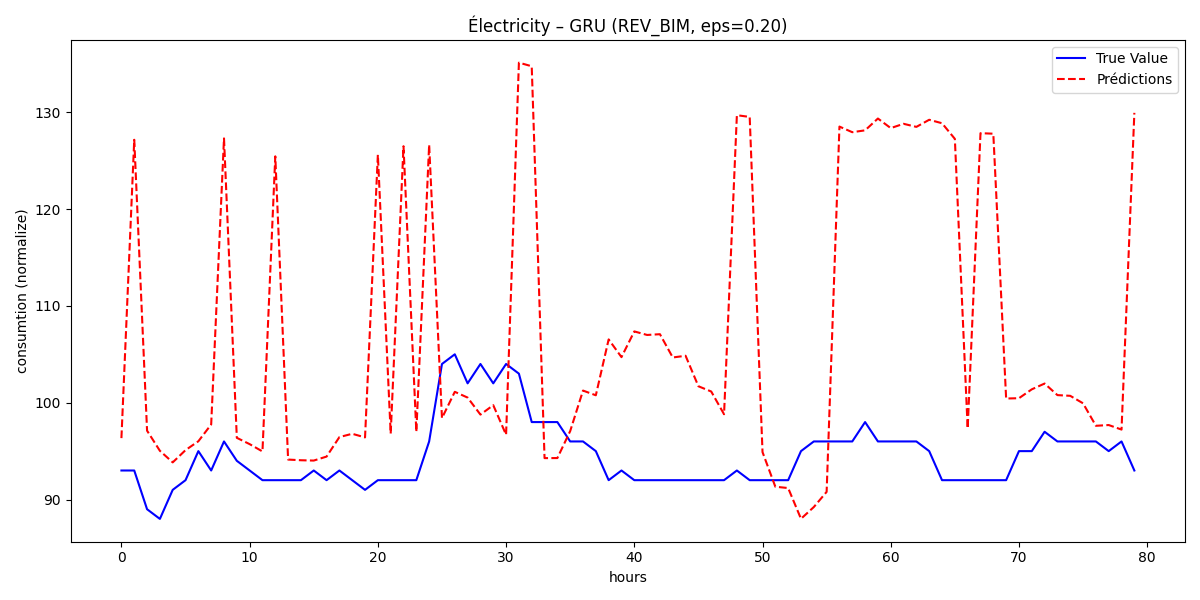 Électricity – GRU (REV_BIM, eps=0.20)
True Value
Prédictions
consumtion (normalize)
130
120
110
100
90
0 10 20 30 40 50 60 70 80
hours